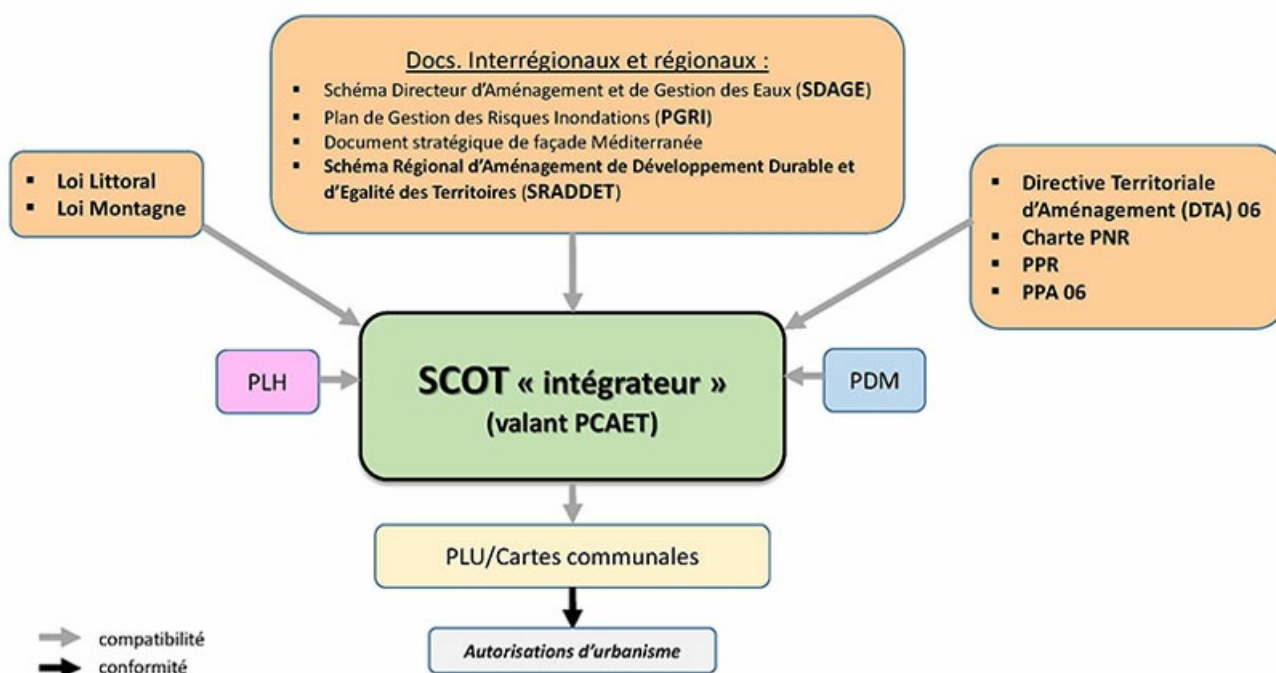 Docs. Interrégionaux et régionaux :
▪ Schéma Directeur d’Aménagement et de Gestion des Eaux (SDAGE)
▪ Plan de Gestion des Risques Inondations (PGRI)
▪ Document stratégique de façade Méditerranée
▪ Schéma Régional d’Aménagement de Développement Durable et
d’Egalité des Territoires (SRADDET)
▪ Loi Littoral
▪ Loi Montagne
▪ Directive Territoriale
d’Aménagement (DTA) 06
▪ Charte PNR
▪ PPR
▪ PPA 06
PLH
SCOT « intégrateur »
(valant PCAET)
PDM
PLU/Cartes communales
Autorisations d’urbanisme
compatibilité
conformité